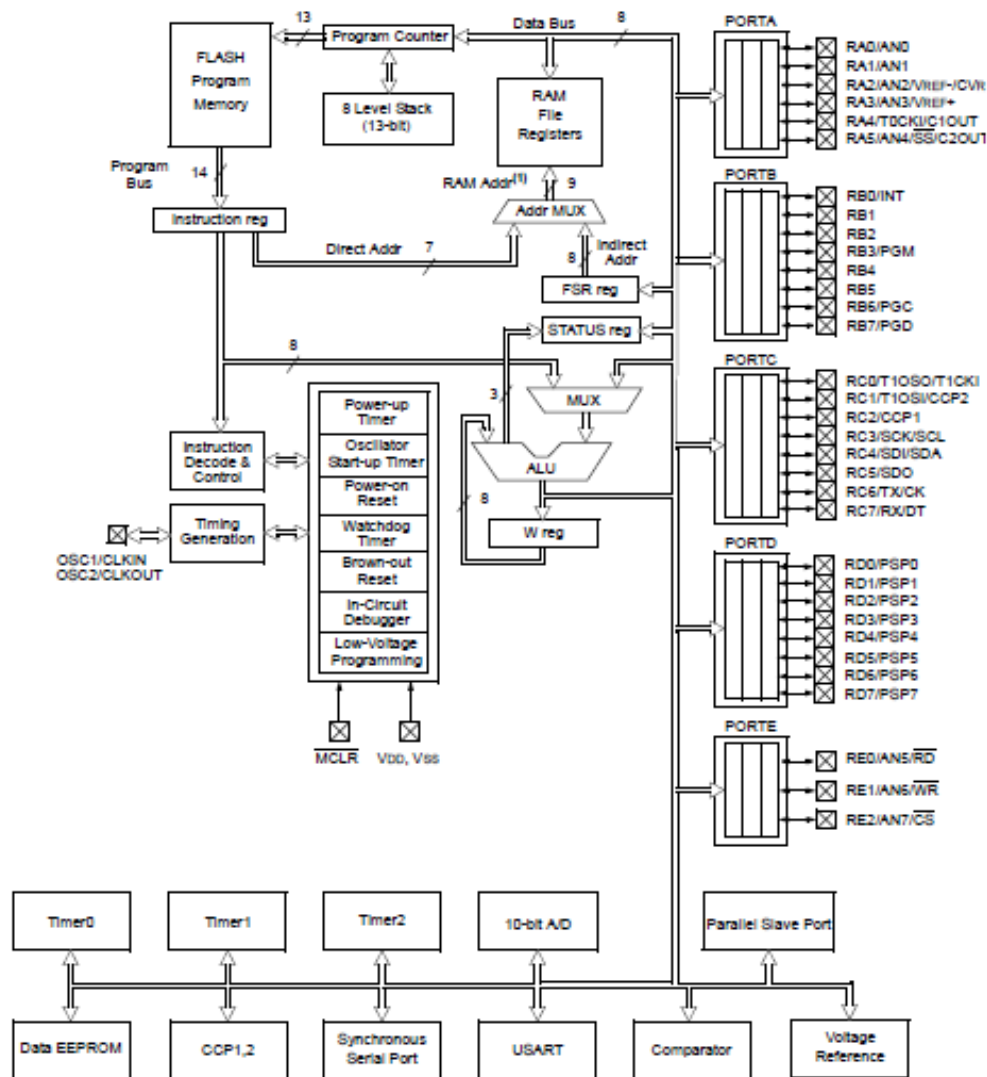 13
Data Bus
8
PORTA
FLASH
Program
Memory
Program Counter
RA0/AN0
RA1/AN1
RA2/AN2/VREF-/CVR
RA3/AN3/VREF+
RA4/T0CKI/C1OUT
RA5/AN4/SS/C2OUT
8 Level Stack
(13-bit)
RAM
File
Registers
Program
Bus
14
RAM Addr(1)
9
PORTB
Instruction reg
Addr MUX
RB0/INT
RB1
RB2
RB3/PGM
RB4
RB5
RB6/PGC
RB7/PGD
Direct Addr
7
8
Indirect
Addr
FSR reg
STATUS reg
8
3
MUX
PORTC
RC0/T1OSO/T1CKI
RC1/T1OSI/CCP2
RC2/CCP1
RC3/SCK/SCL
RC4/SDI/SDA
RC5/SDO
RC6/TX/CK
RC7/RX/DT
Power-up
Timer
Instruction
Decode &
Control
Oscillator
Start-up Timer
ALU
Power-on
Reset
8
Timing
Generation
Watchdog
Timer
W reg
OSC1/CLKIN
OSC2/CLKOUT
Brown-out
Reset
In-Circuit
Debugger
Low-Voltage
Programming
PORTD
RD0/PSP0
RD1/PSP1
RD2/PSP2
RD3/PSP3
RD4/PSP4
RD5/PSP5
RD6/PSP6
RD7/PSP7
MCLR
VDD, VSS
PORTE
RE0/AN5/RD
RE1/AN6/WR
RE2/AN7/CS
Timer0
Timer1
Timer2
10-bit A/D
Parallel Slave Port
Data EEPROM
CCP1,2
Synchronous
Serial Port
USART
Comparator
Voltage
Reference